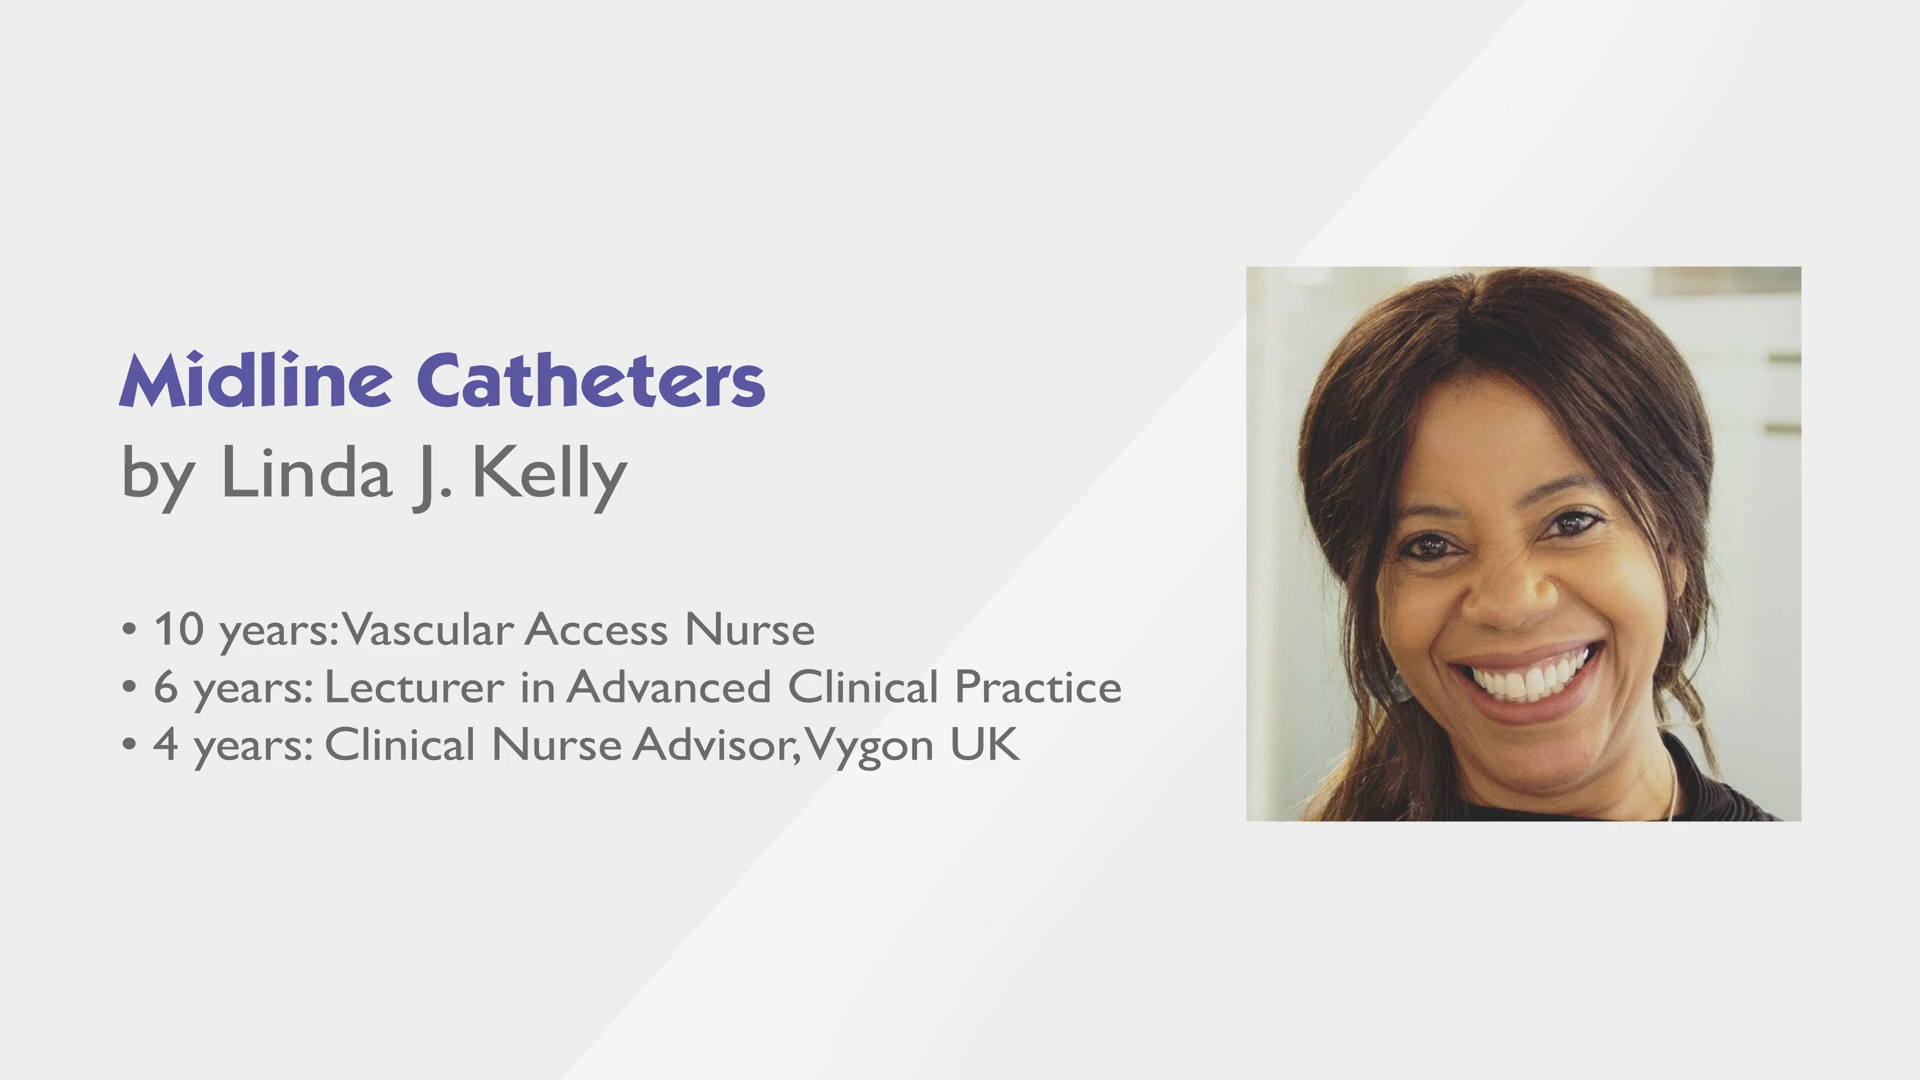 Midline Catheters
by Linda J. Kelly
• 10 years: Vascular Access Nurse
• 6 years: Lecturer in Advanced Clinical Practice
• 4 years: Clinical Nurse Advisor, Vygon UK